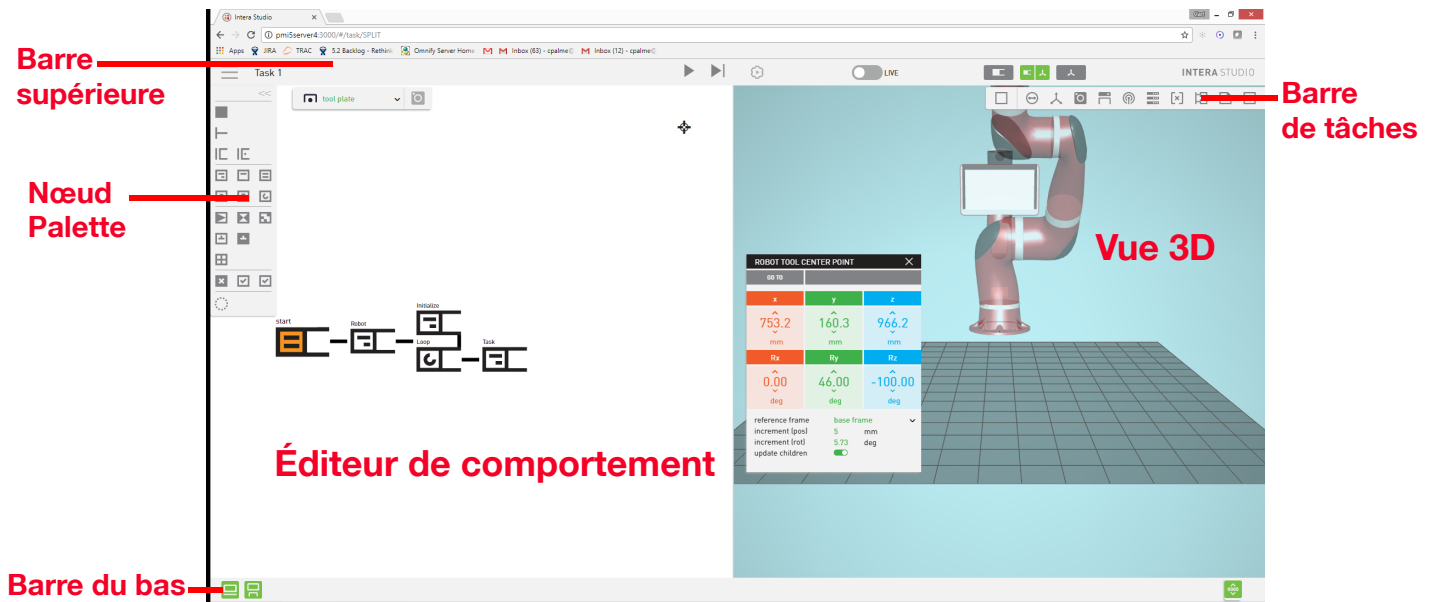 Intera Studio
pmi5server4:3000/#/task/SPLIT
Apps JIRA TRAC 5.2 Backlog - Rethink Omnify Server Home Inbox (63) - cpalme Inbox (12) - cpalme
Barre
supérieure
Task 1
LIVE
INTERA STUDIO
<<
tool plate
Barre
de tâches
Nœud
Palette
Vue 3D
ROBOT TOOL CENTER POINT
GO TO
x y z
753.2 160.3 966.2
mm mm mm
Rx Ry Rz
0.00 46.00 -100.00
deg deg deg
reference frame base frame
increment (pos) 5 mm
increment (rot) 5.73 deg
update children
start
Robot
Initialize
Loop
Task
Éditeur de comportement
Barre du bas